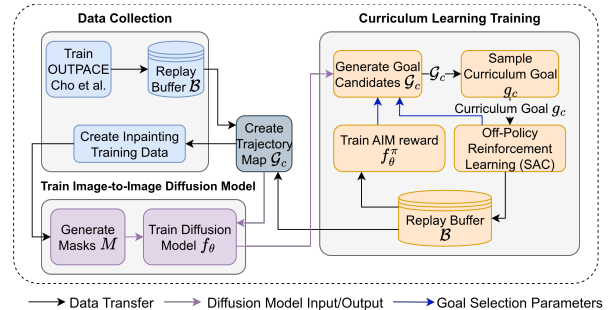 Data Collection
Train
OUTPACE
Cho et al.
Replay
Buffer ℬ
Create Inpainting
Training Data
Create
Trajectory
Map 𝒢c
Train Image-to-Image Diffusion Model
Generate
Masks M
Train Diffusion
Model fθ
Curriculum Learning Training
Generate Goal
Candidates 𝒢c
𝒢c
Sample
Curriculum Goal
gc
Curriculum Goal gc
Train AIM reward
fθπ
Off-Policy
Reinforcement
Learning (SAC)
Replay Buffer
ℬ
Data Transfer
Diffusion Model Input/Output
Goal Selection Parameters